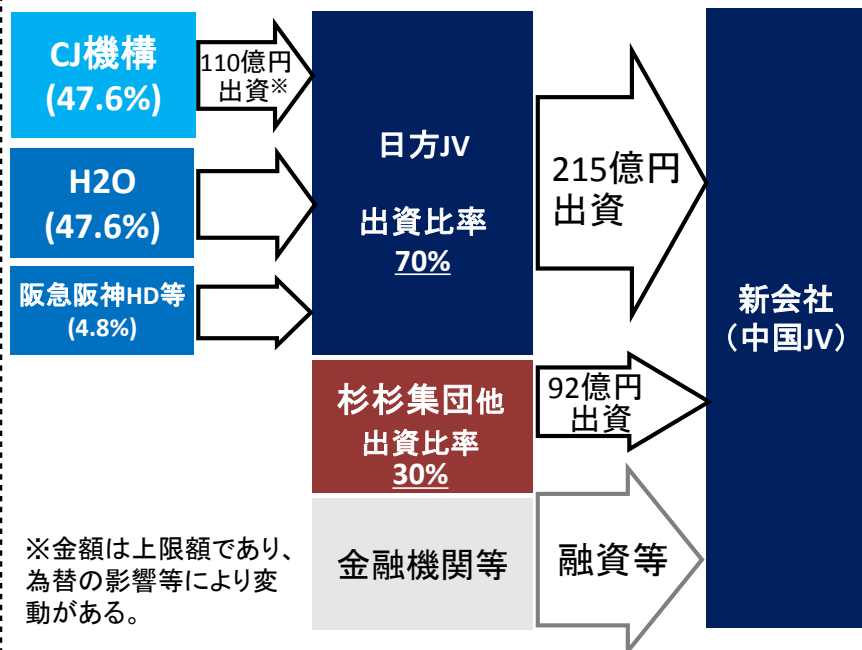 CJ機構
(47.6%)
110億円
出資※
H2O
(47.6%)
阪急阪神HD等
(4.8%)
日方JV
出資比率
70%
215億円
出資
杉杉集団他
出資比率
30%
92億円
出資
金融機関等
融資等
新会社
（中国JV）
※金額は上限額であり、
為替の影響等により変
動がある。